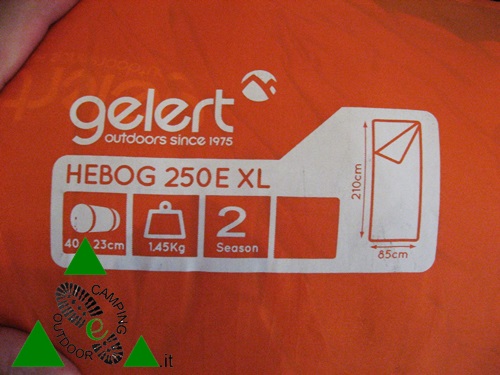 gelert
outdoors since 1975
HEBOG 250E XL
40 23cm
1.45Kg
2
Season
210cm
85cm
CAMPING
OUTDOOR
e
.it